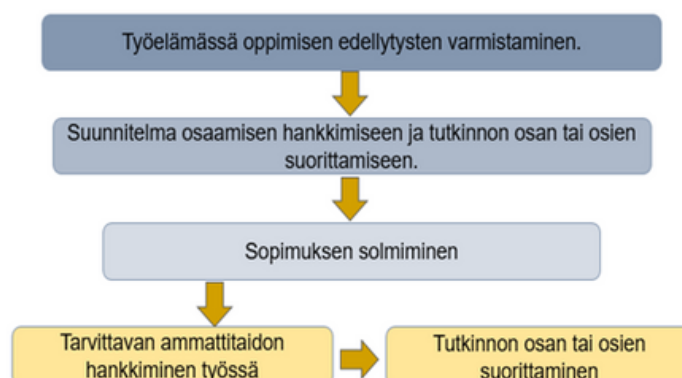 Työelämässä oppimisen edellytysten varmistaminen.
Suunnitelma osaamisen hankkimiseen ja tutkinnon osan tai osien
suorittamiseen.
Sopimuksen solmiminen
Tarvittavan ammattitaidon
hankkiminen työssä
Tutkinnon osan tai osien
suorittaminen